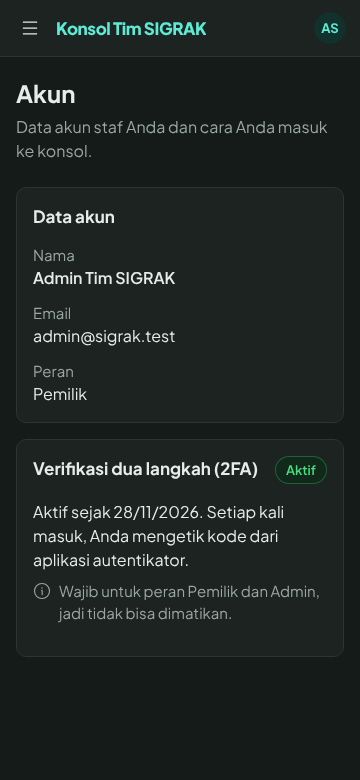 Konsol Tim SIGRAK
AS
Akun
Data akun staf Anda dan cara Anda masuk
ke konsol.
Data akun
Nama
Admin Tim SIGRAK
Email
admin@sigrak.test
Peran
Pemilik
Verifikasi dua langkah (2FA)
Aktif
Aktif sejak 28/11/2026. Setiap kali
masuk, Anda mengetik kode dari
aplikasi autentikator.
Wajib untuk peran Pemilik dan Admin,
jadi tidak bisa dimatikan.